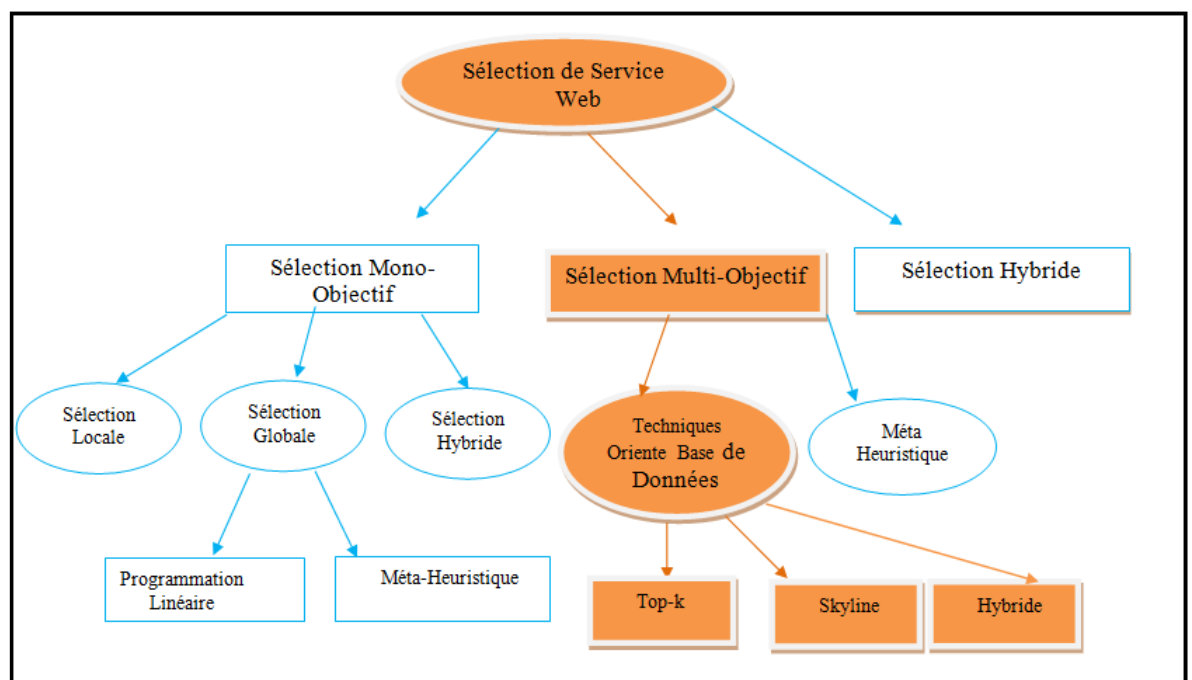 Sélection de Service
Web
Sélection Mono-
Objectif
Sélection Multi-Objectif
Sélection Hybride
Sélection
Locale
Sélection
Globale
Sélection
Hybride
Techniques
Oriente Base de
Données
Méta
Heuristique
Programmation
Linéaire
Méta-Heuristique
Top-k
Skyline
Hybride